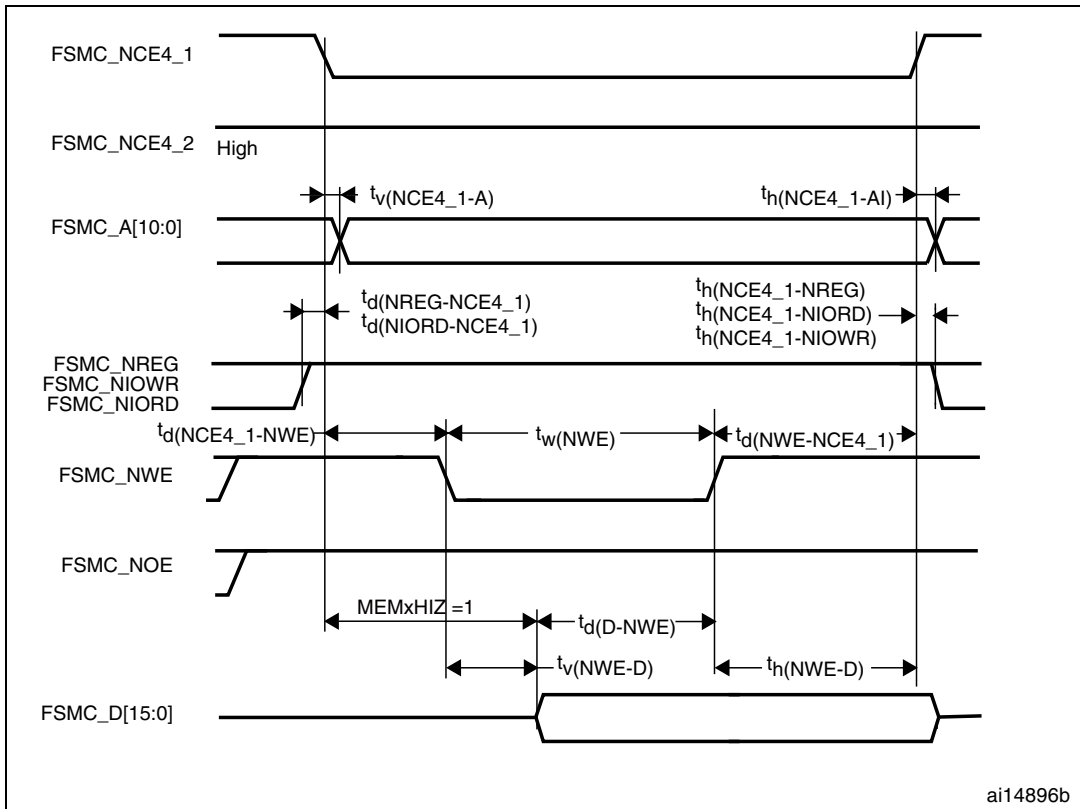 FSMC_NCE4_1
FSMC_NCE4_2 High
tv(NCE4_1-A) th(NCE4_1-AI)
FSMC_A[10:0]
td(NREG-NCE4_1)
td(NIORD-NCE4_1)
th(NCE4_1-NREG)
th(NCE4_1-NIORD)
th(NCE4_1-NIOWR)
FSMC_NREG
FSMC_NIOWR
FSMC_NIORD
td(NCE4_1-NWE) tw(NWE) td(NWE-NCE4_1)
FSMC_NWE
FSMC_NOE
MEMxHIZ =1 td(D-NWE)
tv(NWE-D) th(NWE-D)
FSMC_D[15:0]
ai14896b